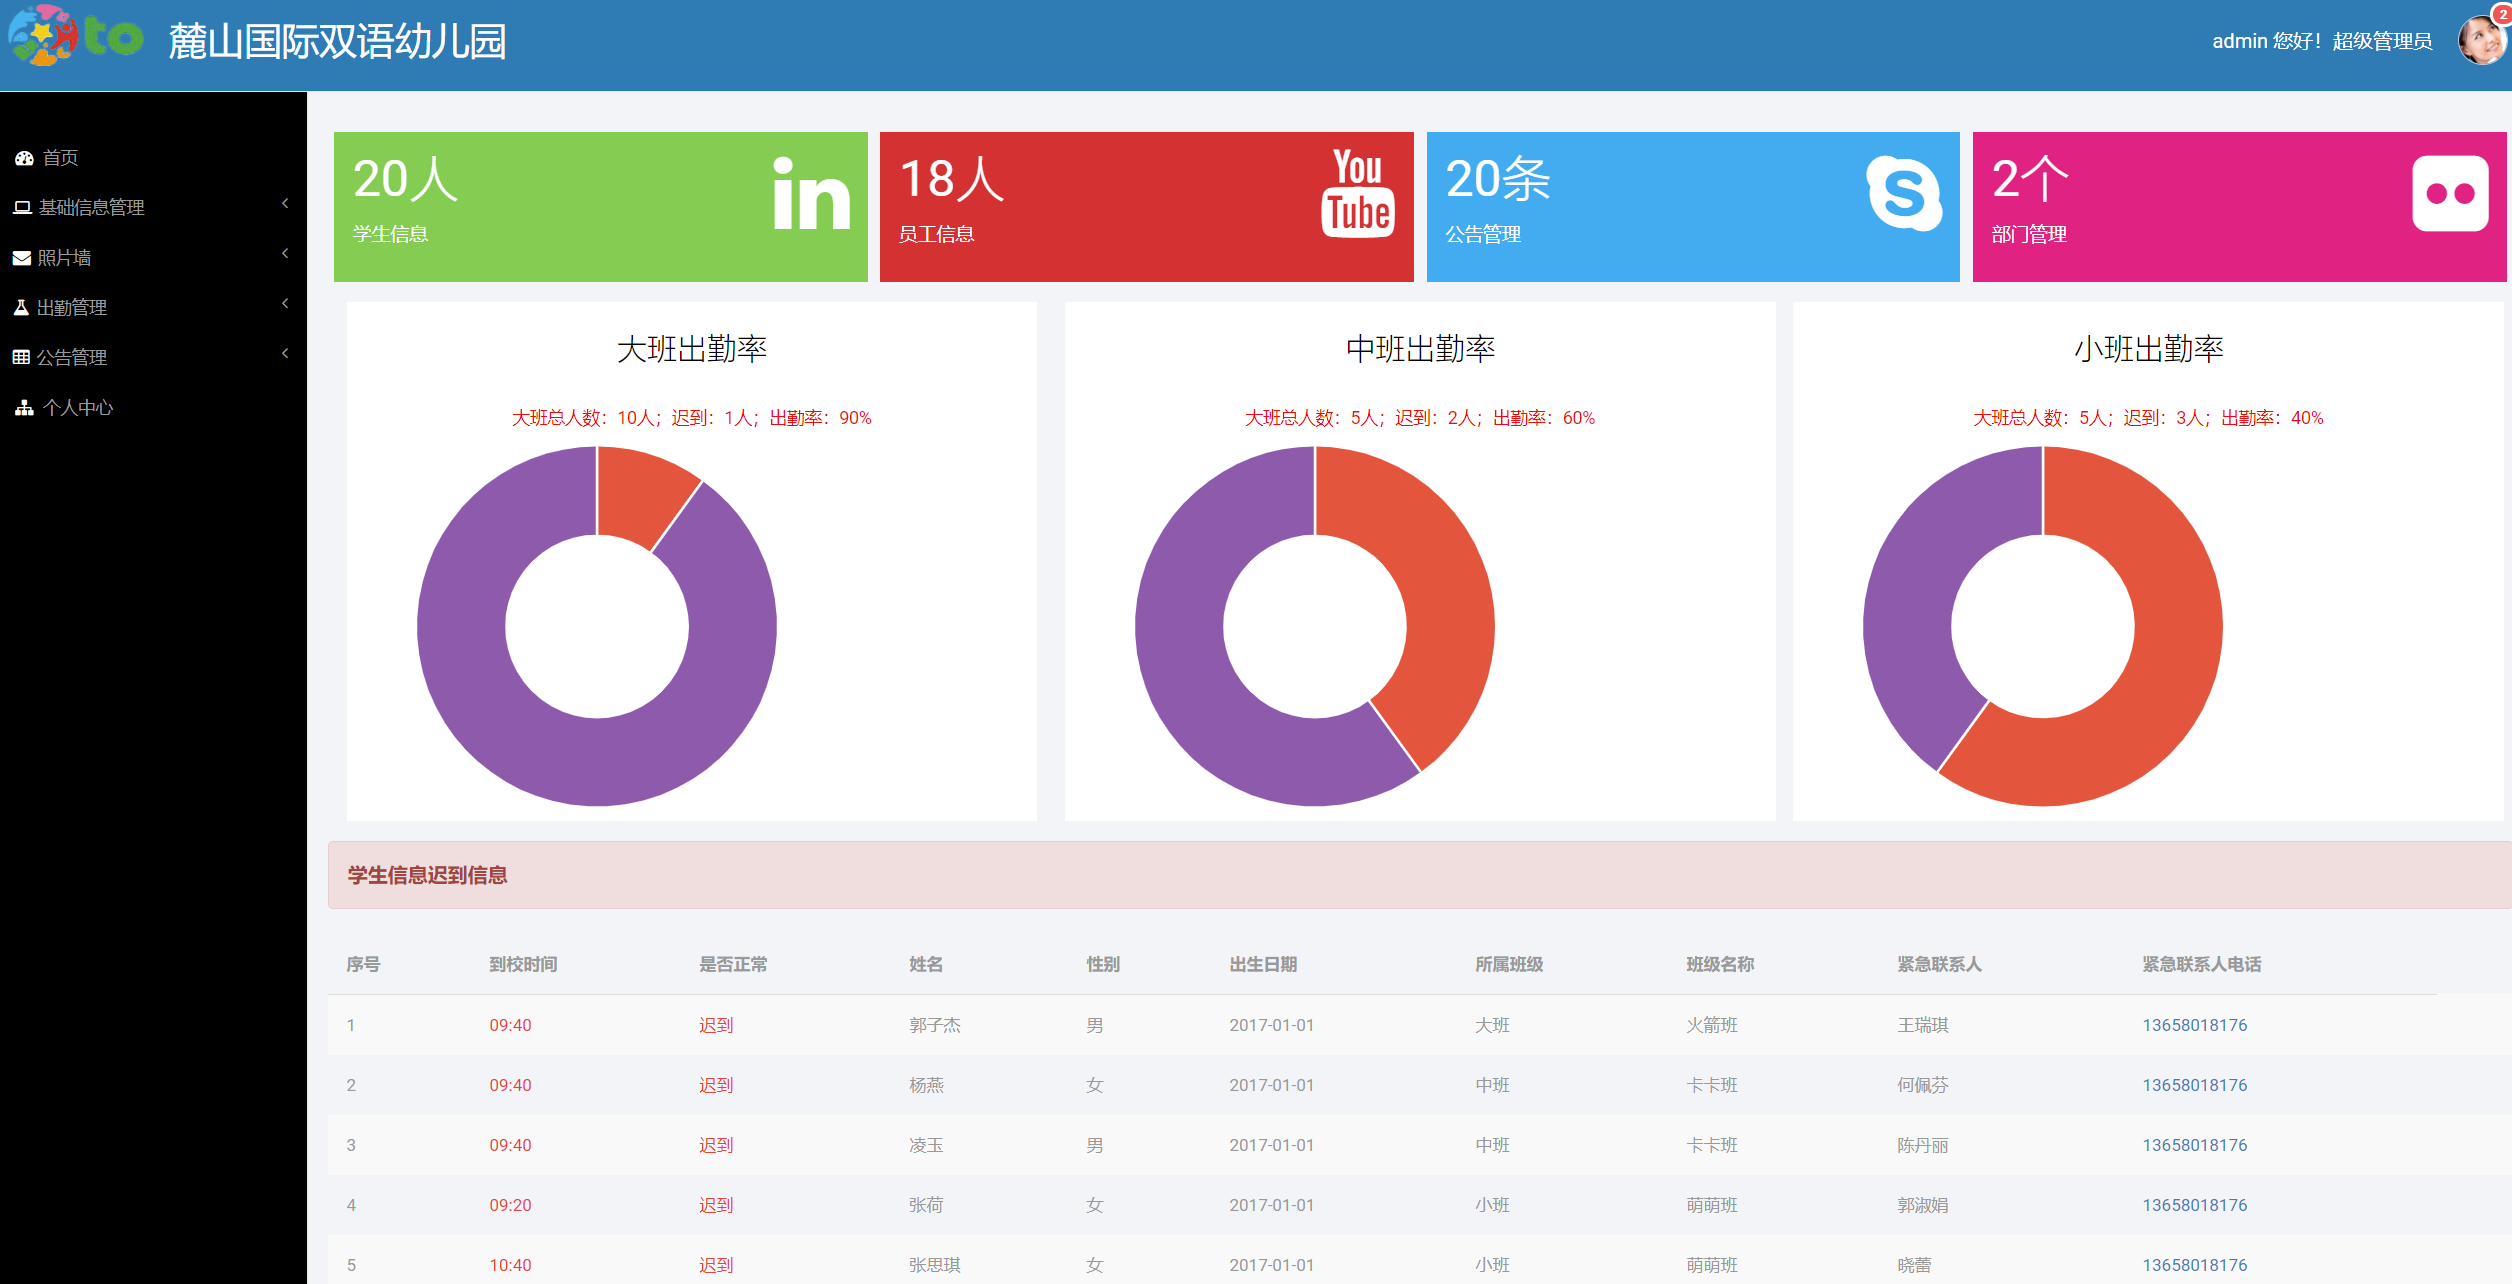 to 麓山国际双语幼儿园
admin 您好！超级管理员
2
首页
基础信息管理
照片墙
出勤管理
公告管理
个人中心
20人
学生信息
in
18人
员工信息
You
Tube
20条
公告管理
S
2个
部门管理
大班出勤率
大班总人数：10人；迟到：1人；出勤率：90%
中班出勤率
大班总人数：5人；迟到：2人；出勤率：60%
小班出勤率
大班总人数：5人；迟到：3人；出勤率：40%
学生信息迟到信息
序号 到校时间 是否正常 姓名 性别 出生日期 所属班级 班级名称 紧急联系人 紧急联系人电话
1 09:40 迟到 郭子杰 男 2017-01-01 大班 火箭班 王瑞琪 13658018176
2 09:40 迟到 杨燕 女 2017-01-01 中班 卡卡班 何佩芬 13658018176
3 09:40 迟到 凌玉 男 2017-01-01 中班 卡卡班 陈丹丽 13658018176
4 09:20 迟到 张荷 女 2017-01-01 小班 萌萌班 郭淑娟 13658018176
5 10:40 迟到 张思琪 女 2017-01-01 小班 萌萌班 晓蕾 13658018176